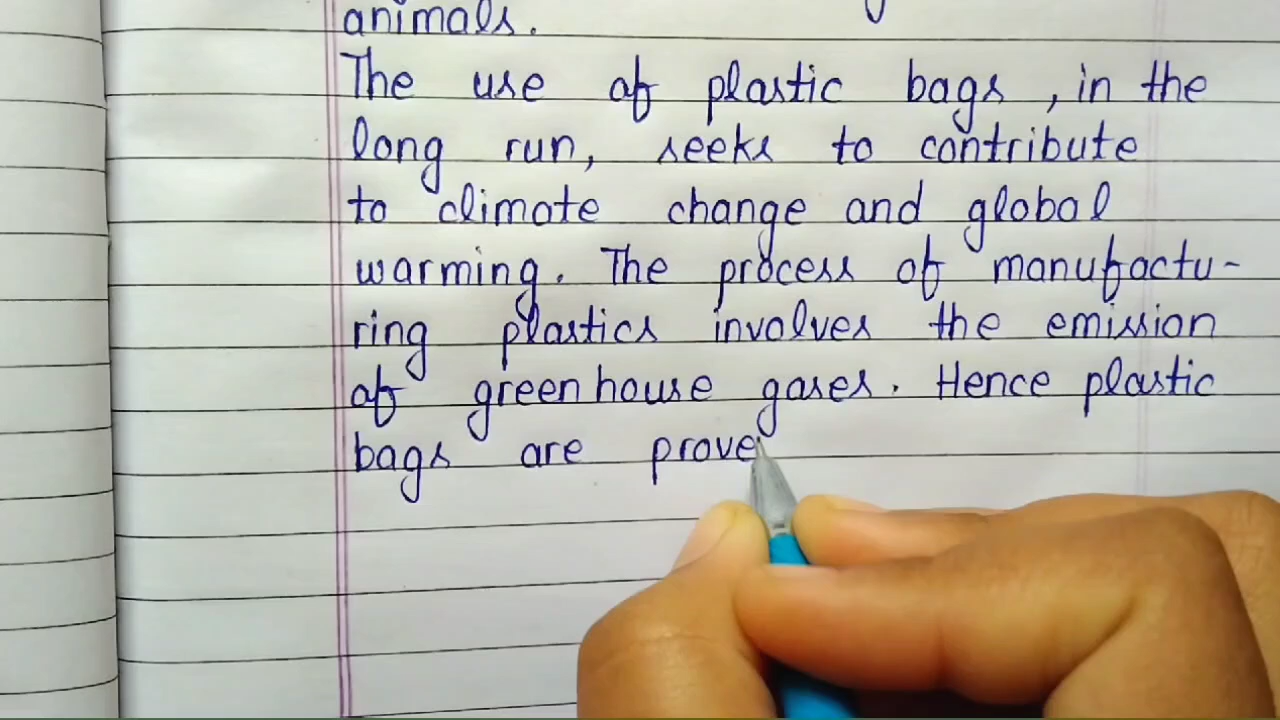 animals.
The use of plastic bags, in the
long run, seeks to contribute
to climate change and global
warming. The process of manufactu-
ring plastics involves the emission
of greenhouse gases. Hence plastic
bags are prove